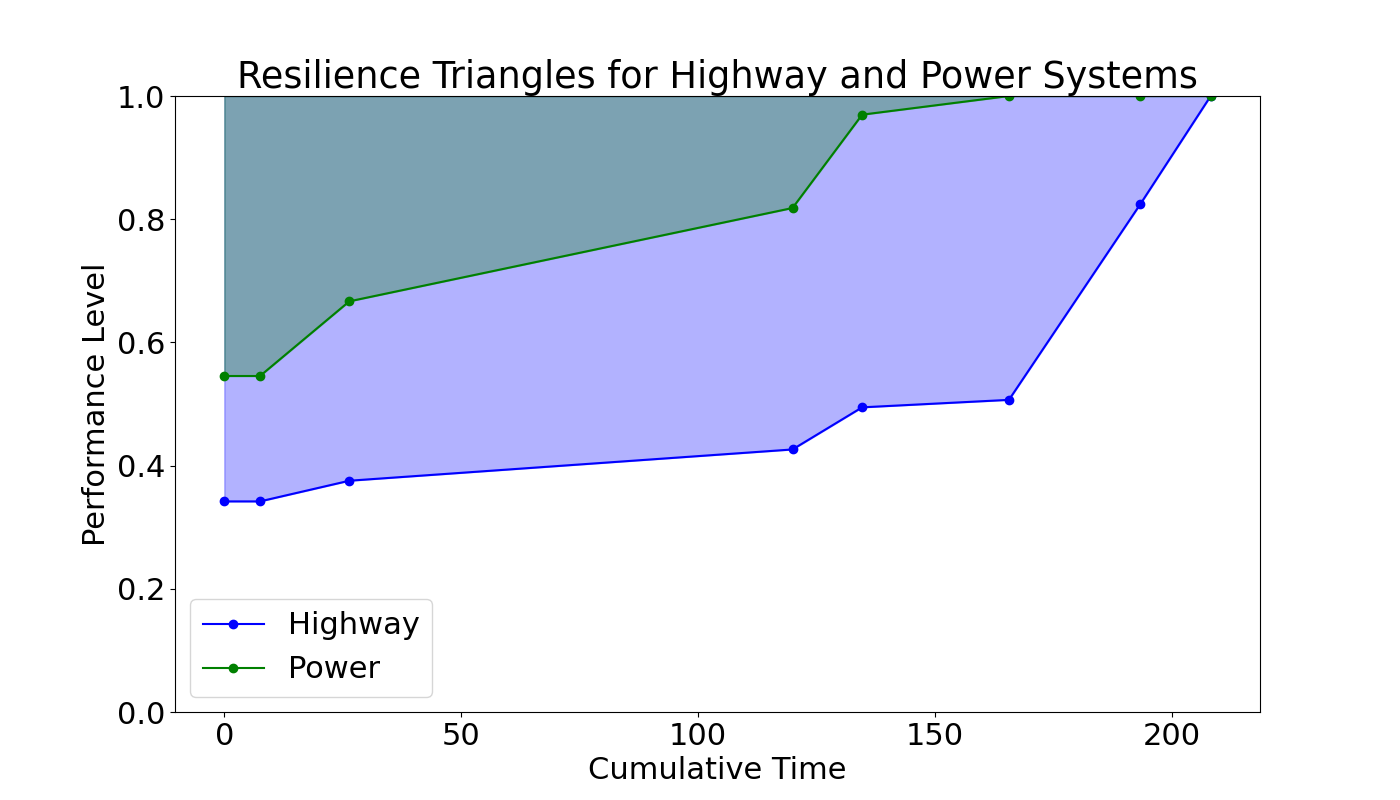 Resilience Triangles for Highway and Power Systems
1.0
0.8
0.6
0.4
0.2
0.0
Performance Level
Highway
Power
0 50 100 150 200
Cumulative Time